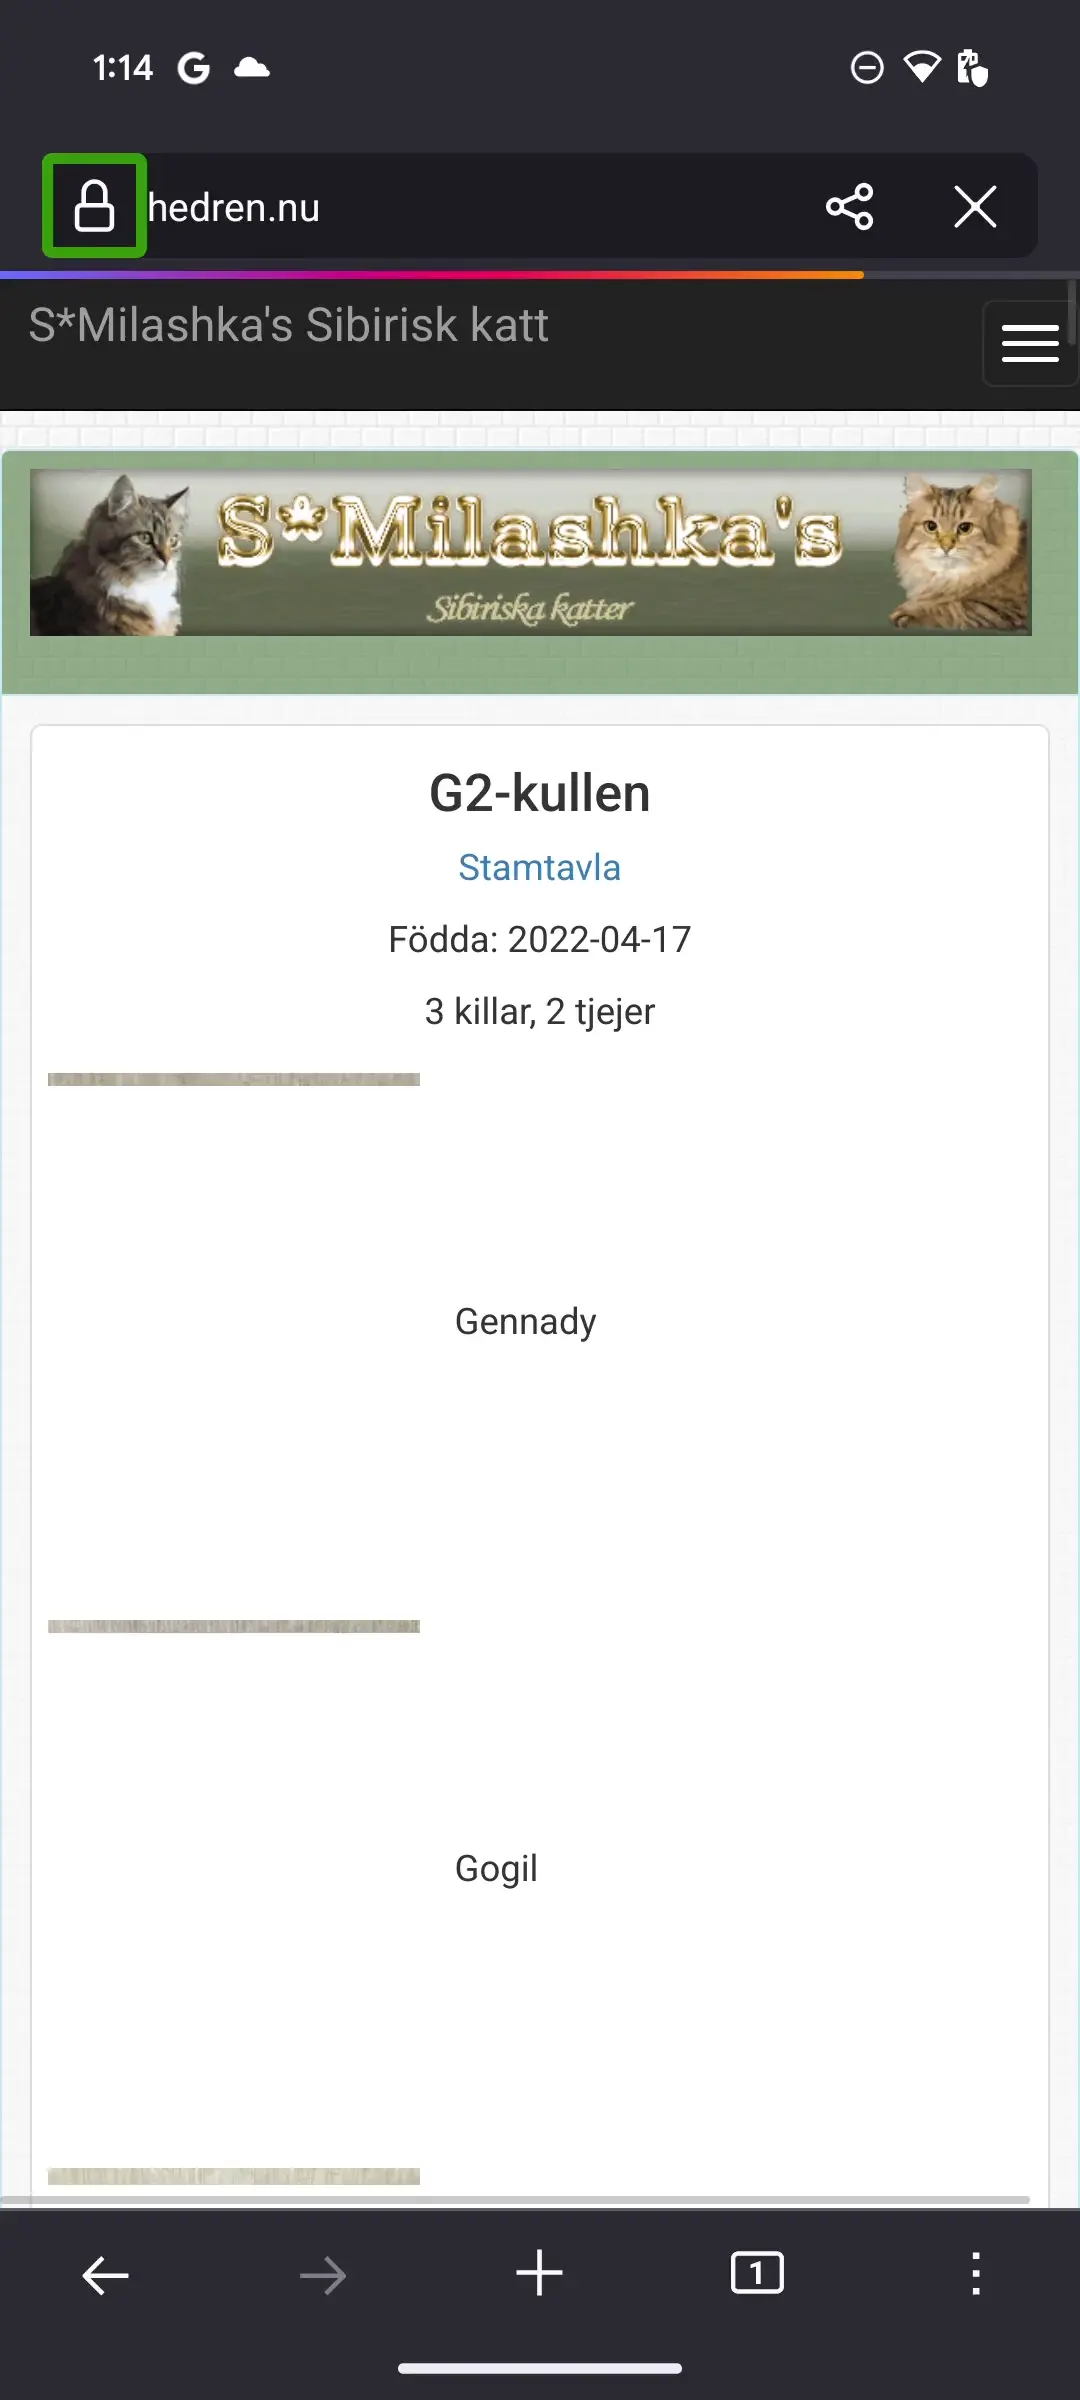 1:14
hedren.nu
S*Milashka's Sibirisk katt
S*Milashka's
Sibiriska katter
G2-kullen
Stamtavla
Födda: 2022-04-17
3 killar, 2 tjejer
Gennady
Gogil
1